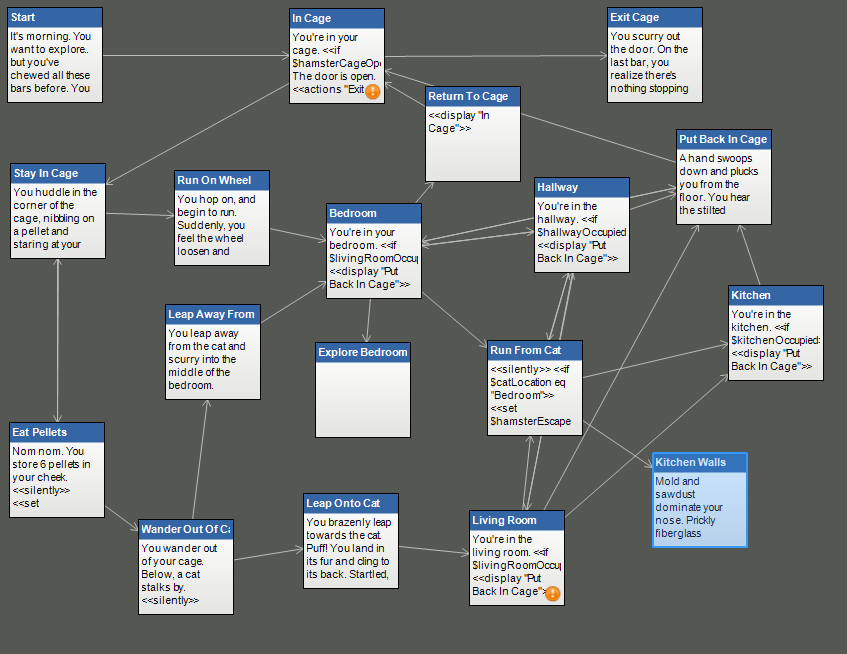 Start
It's morning. You
want to explore..
but you've
chewed all these
bars before. You
In Cage
You're in your
cage. <<if
$hamsterCageOp
The door is open.
<<actions "Exit
Exit Cage
You scurry out
the door. On the
last bar, you
realize there's
nothing stopping
Return To Cage
<<display "In
Cage">>
Put Back In Cage
A hand swoops
down and plucks
you from the
floor. You hear
the stilted
Stay In Cage
You huddle in the
corner of the
cage, nibbling on
a pellet and
staring at your
Run On Wheel
You hop on, and
begin to run.
Suddenly, you
feel the wheel
loosen and
Hallway
You're in the
hallway. <<if
$hallwayOccupied
<<display "Put
Back In Cage">>
Bedroom
You're in your
bedroom. <<if
$livingRoomOccup
<<display "Put
Back In Cage">>
Kitchen
You're in the
kitchen. <<if
$kitchenOccupied:
<<display "Put
Back In Cage">>
Leap Away From
You leap away
from the cat and
scurry into the
middle of the
bedroom.
Explore Bedroom
Run From Cat
<<silently>> <<if
$catLocation eq
"Bedroom">>
<<set
$hamsterEscape
Eat Pellets
Nom nom. You
store 6 pellets in
your cheek.
<<silently>>
<<set
Kitchen Walls
Mold and
sawdust
dominate your
nose. Prickly
fiberglass
Leap Onto Cat
You brazenly leap
towards the cat.
Puff! You land in
its fur and cling to
its back. Startled,
Living Room
You're in the
living room. <<if
$livingRoomOccup
<<display "Put
Back In Cage">
Wander Out Of Ca
You wander out
of your cage.
Below, a cat
stalks by.
<<silently>>